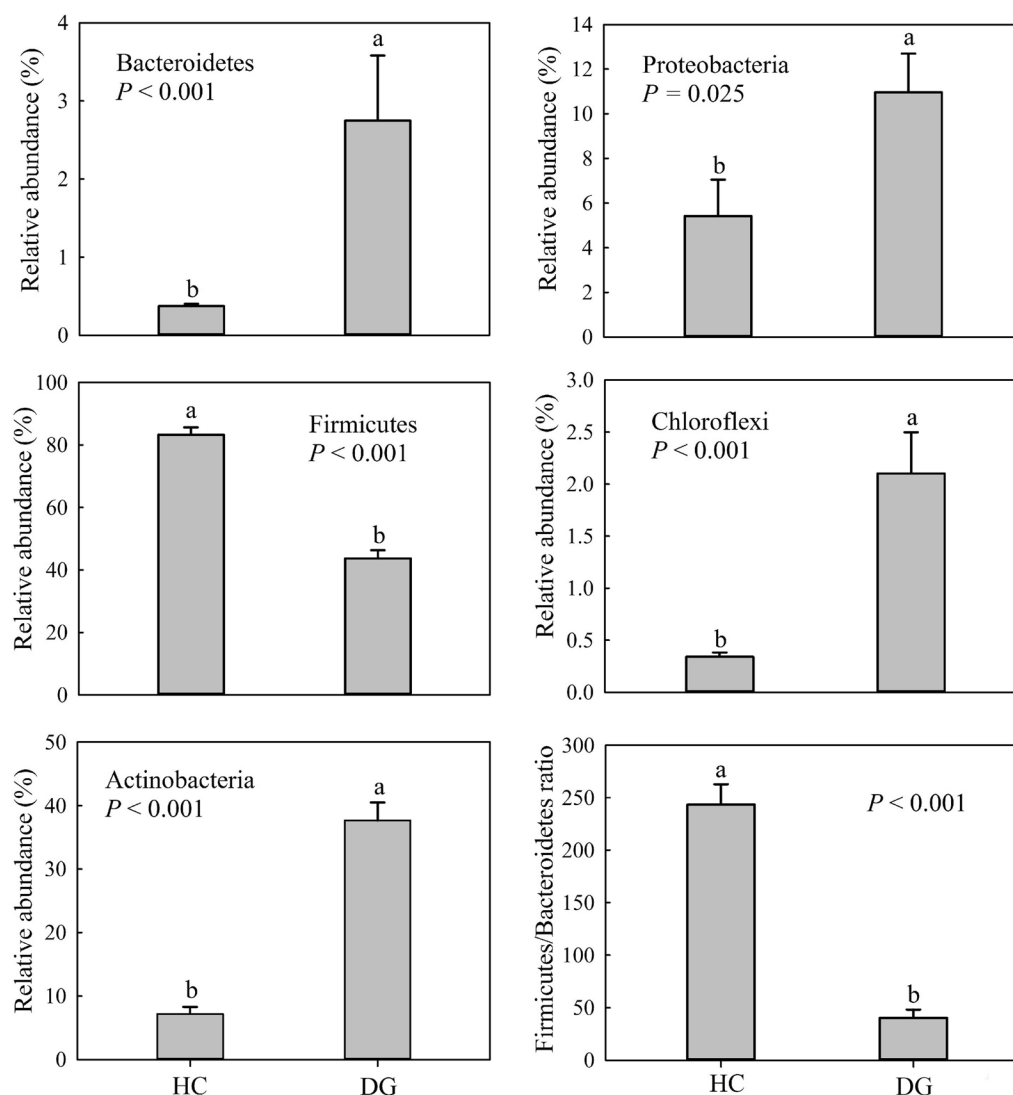 Relative abundance (%)
4
3
2
1
0
Bacteroidetes
P < 0.001
b
a
Relative abundance (%)
14
12
10
8
6
4
2
0
Proteobacteria
P = 0.025
b
a
Relative abundance (%)
100
80
60
40
20
0
Firmicutes
P < 0.001
a
b
Relative abundance (%)
3.0
2.5
2.0
1.5
1.0
0.5
0.0
Chloroflexi
P < 0.001
b
a
Relative abundance (%)
50
40
30
20
10
0
Actinobacteria
P < 0.001
b
a
HC
DG
Firmicutes/Bacteroidetes ratio
300
250
200
150
100
50
0
P < 0.001
a
b
HC
DG